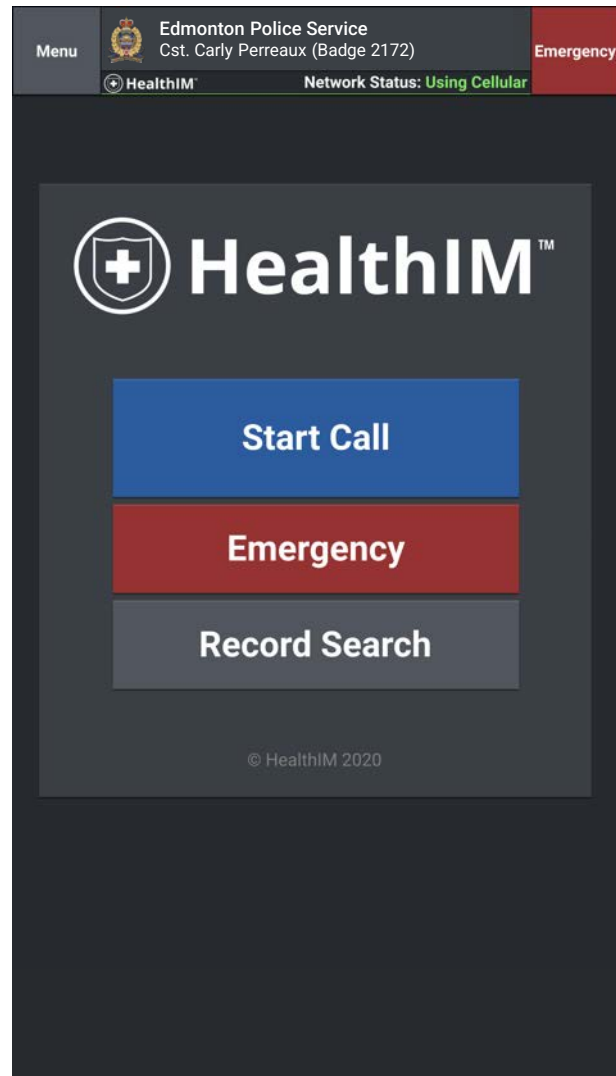 Menu
Edmonton Police Service
Cst. Carly Perreaux (Badge 2172)
Emergency
HealthIM™
Network Status: Using Cellular
HealthIM™
Start Call
Emergency
Record Search
© HealthIM 2020